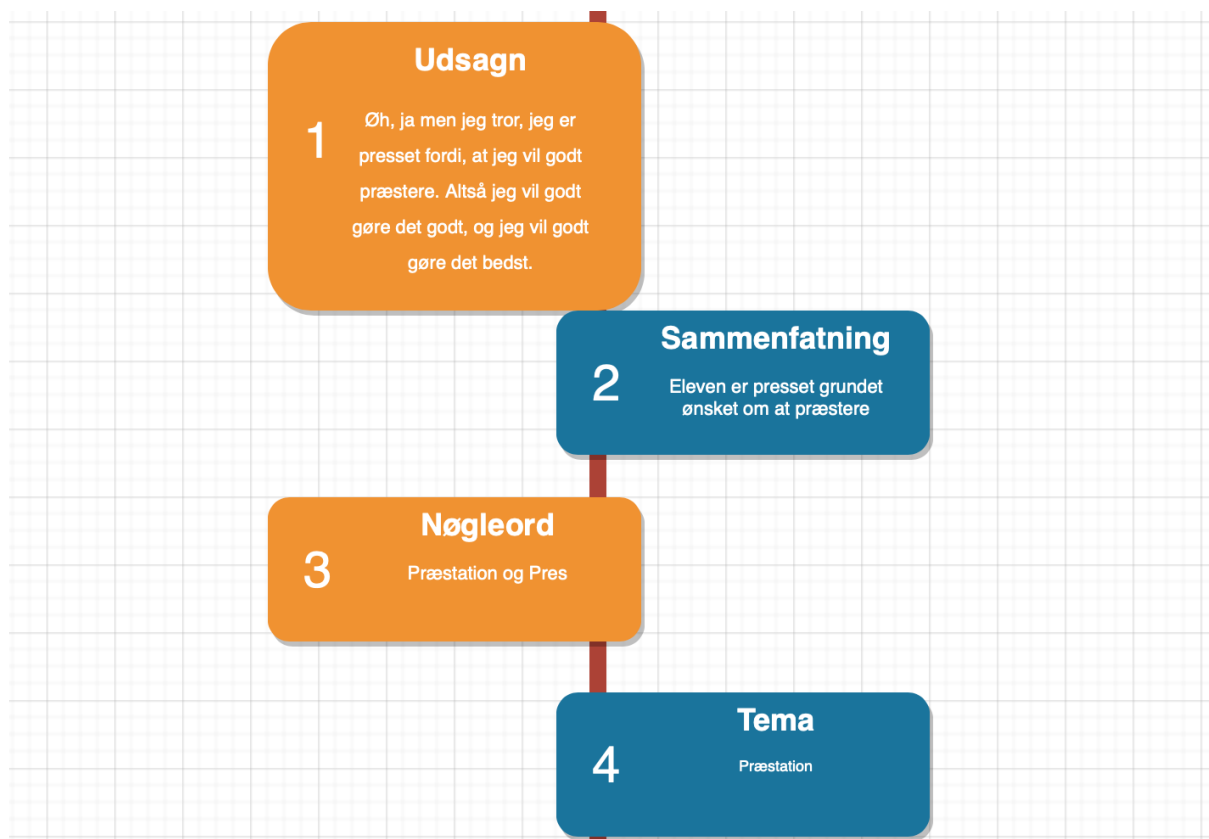 Udsagn
1
Øh, ja men jeg tror, jeg er
presset fordi, at jeg vil godt
præstere. Altså jeg vil godt
gøre det godt, og jeg vil godt
gøre det bedst.
Sammenfatning
2
Eleven er presset grundet
ønsket om at præstere
Nøgleord
3
Præstation og Pres
Tema
4
Præstation